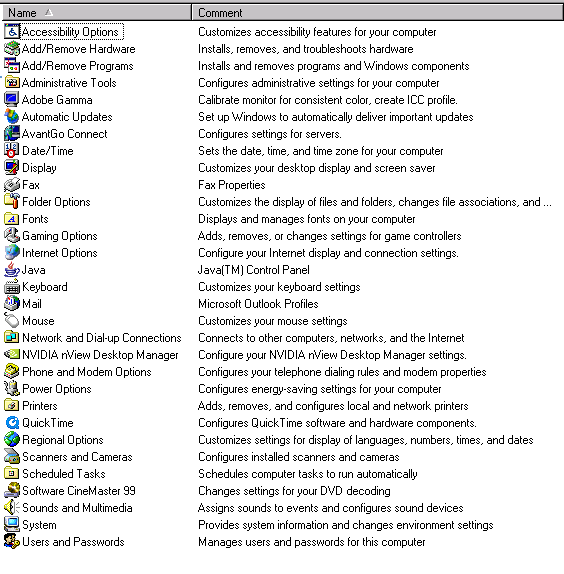 Name Comment
Accessibility Options Customizes accessibility features for your computer
Add/Remove Hardware Installs, removes, and troubleshoots hardware
Add/Remove Programs Installs and removes programs and Windows components
Administrative Tools Configures administrative settings for your computer
Adobe Gamma Calibrate monitor for consistent color, create ICC profile.
Automatic Updates Set up Windows to automatically deliver important updates
AvantGo Connect Configures settings for servers.
Date/Time Sets the date, time, and time zone for your computer
Display Customizes your desktop display and screen saver
Fax Fax Properties
Folder Options Customizes the display of files and folders, changes file associations, and ...
Fonts Displays and manages fonts on your computer
Gaming Options Adds, removes, or changes settings for game controllers
Internet Options Configure your Internet display and connection settings.
Java Java(TM) Control Panel
Keyboard Customizes your keyboard settings
Mail Microsoft Outlook Profiles
Mouse Customizes your mouse settings
Network and Dial-up Connections Connects to other computers, networks, and the Internet
NVIDIA nView Desktop Manager Configure your NVIDIA nView Desktop Manager settings.
Phone and Modem Options Configures your telephone dialing rules and modem properties
Power Options Configures energy-saving settings for your computer
Printers Adds, removes, and configures local and network printers
QuickTime Configures QuickTime software and hardware components.
Regional Options Customizes settings for display of languages, numbers, times, and dates
Scanners and Cameras Configures installed scanners and cameras
Scheduled Tasks Schedules computer tasks to run automatically
Software CineMaster 99 Changes settings for your DVD decoding
Sounds and Multimedia Assigns sounds to events and configures sound devices
System Provides system information and changes environment settings
Users and Passwords Manages users and passwords for this computer